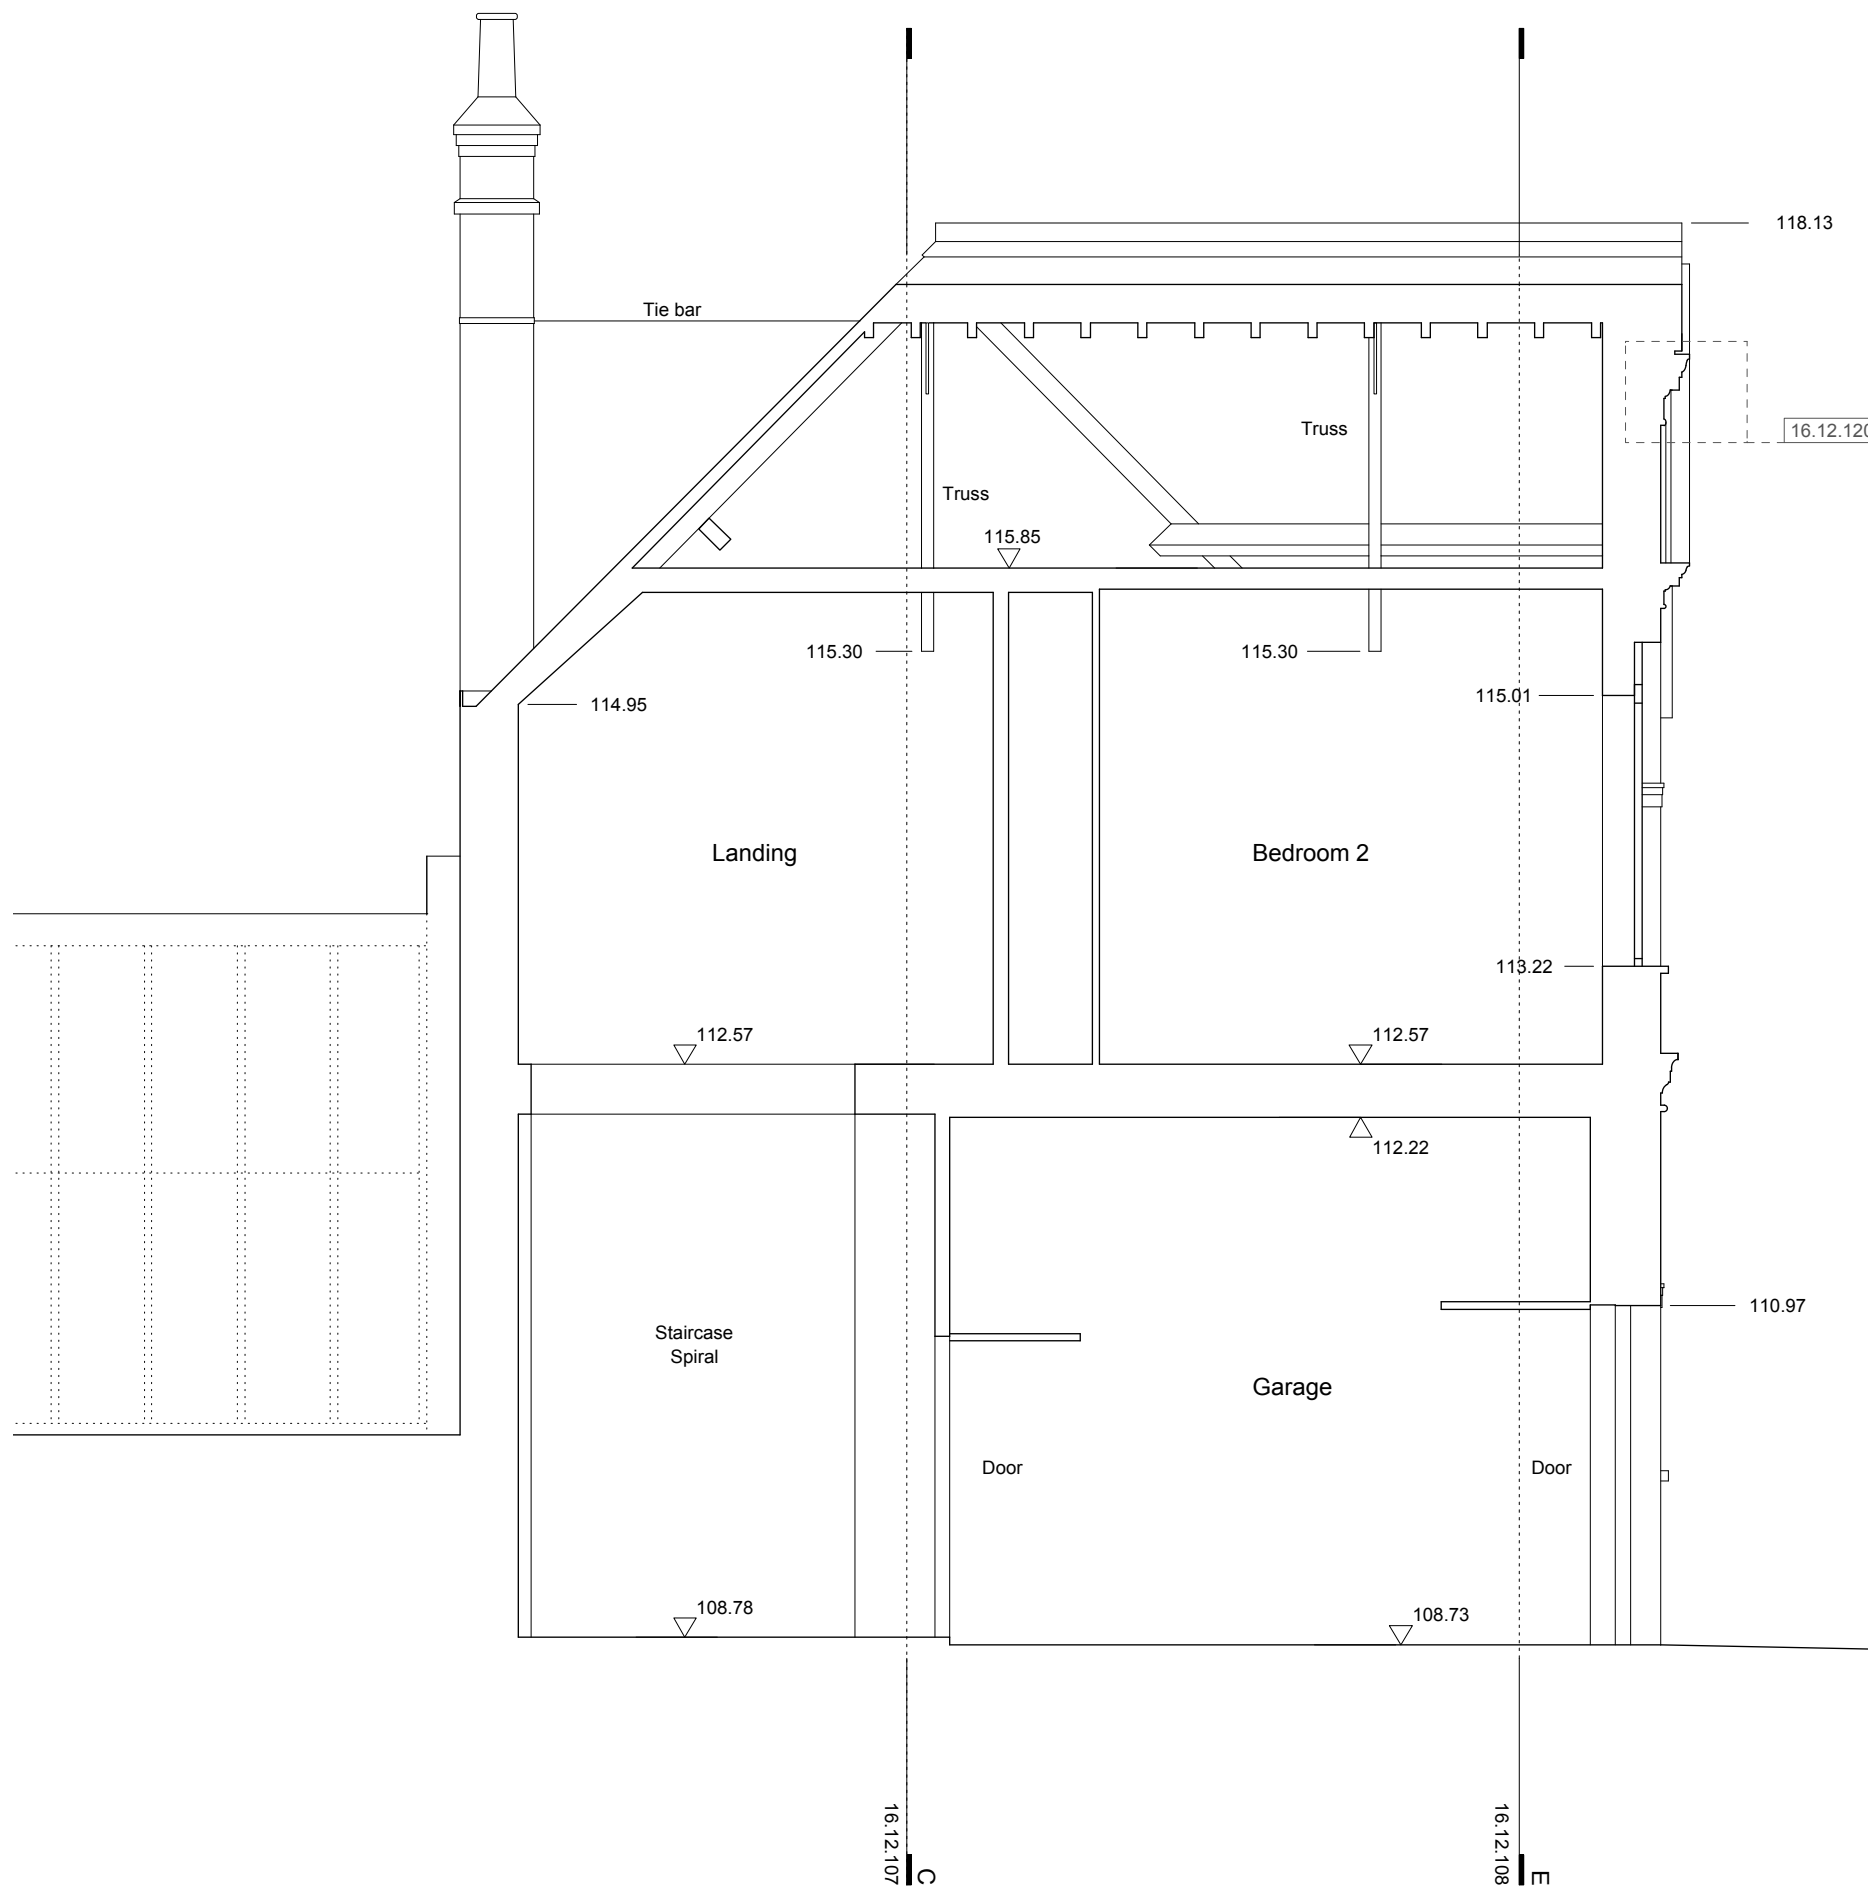 118.13
Tie bar
Truss
16.12.120
Truss
115.85
115.30
115.30
115.01
114.95
Landing
Bedroom 2
113.22
112.57
112.57
112.22
110.97
Staircase
Spiral
Garage
Door
Door
108.78
108.73
16.12.107
C
16.12.108
E